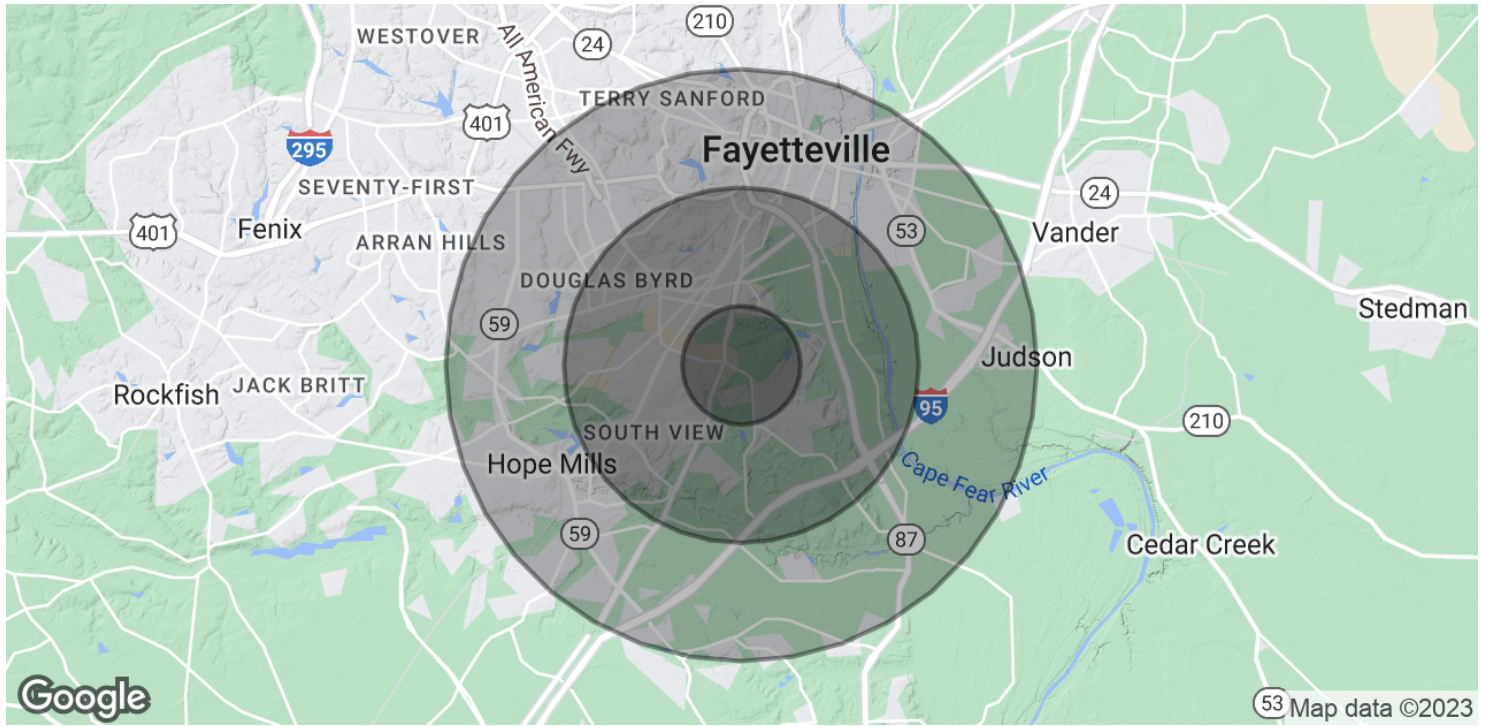 WESTOVER
All American Fwy
24
210
TERRY SANFORD
401
295
Fayetteville
SEVENTY-FIRST
24
401
Fenix
53
Vander
ARRAN HILLS
DOUGLAS BYRD
Stedman
59
Judson
Rockfish
JACK BRITT
95
210
SOUTH VIEW
Hope Mills
Cape Fear River
59
87
Cedar Creek
Google
53
Map data ©2023